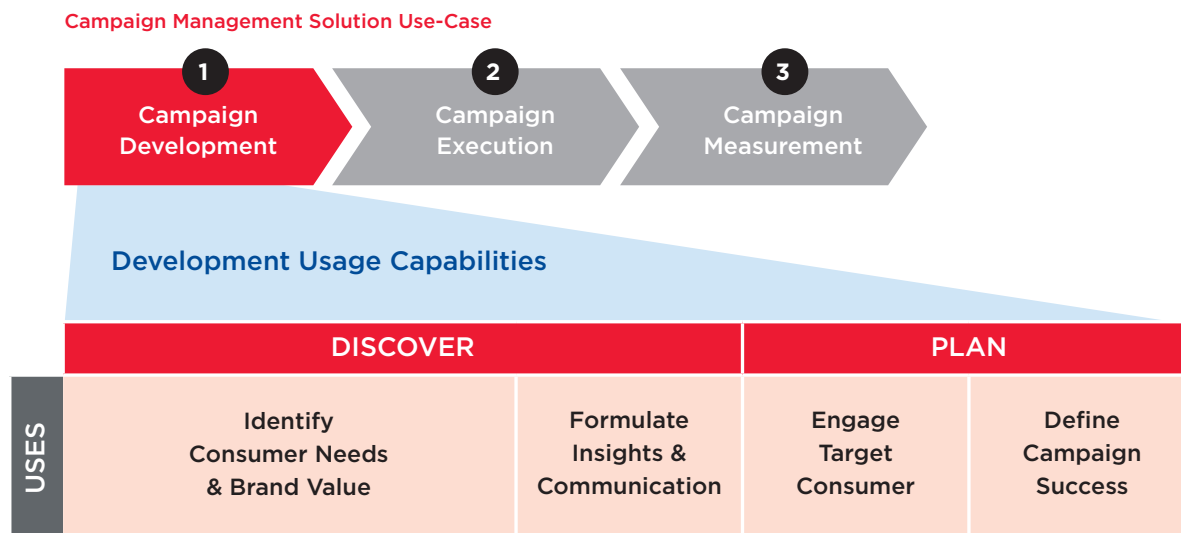 Campaign Management Solution Use-Case
1
Campaign
Development
2
Campaign
Execution
3
Campaign
Measurement
Development Usage Capabilities
DISCOVER
PLAN
USES
Identify
Consumer Needs
& Brand Value
Formulate
Insights &
Communication
Engage
Target
Consumer
Define
Campaign
Success